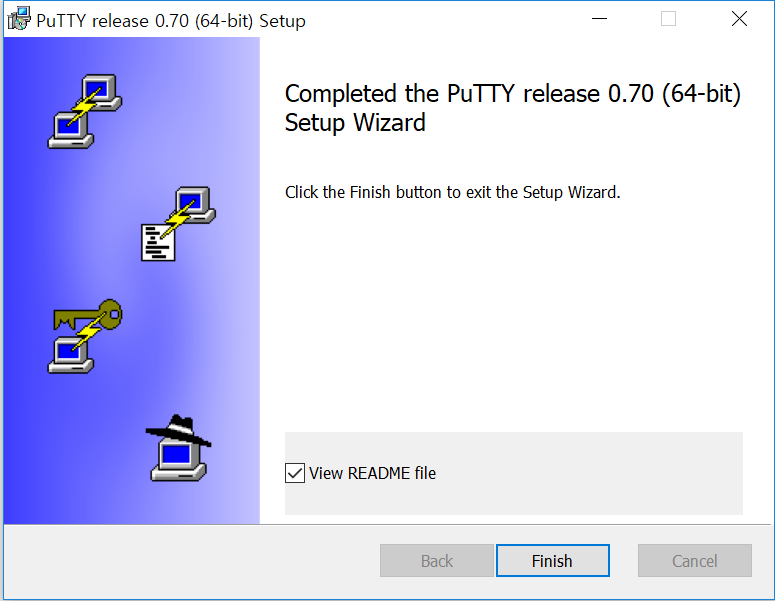 PuTTY release 0.70 (64-bit) Setup
Completed the PuTTY release 0.70 (64-bit)
Setup Wizard
Click the Finish button to exit the Setup Wizard.
View README file
Back
Finish
Cancel